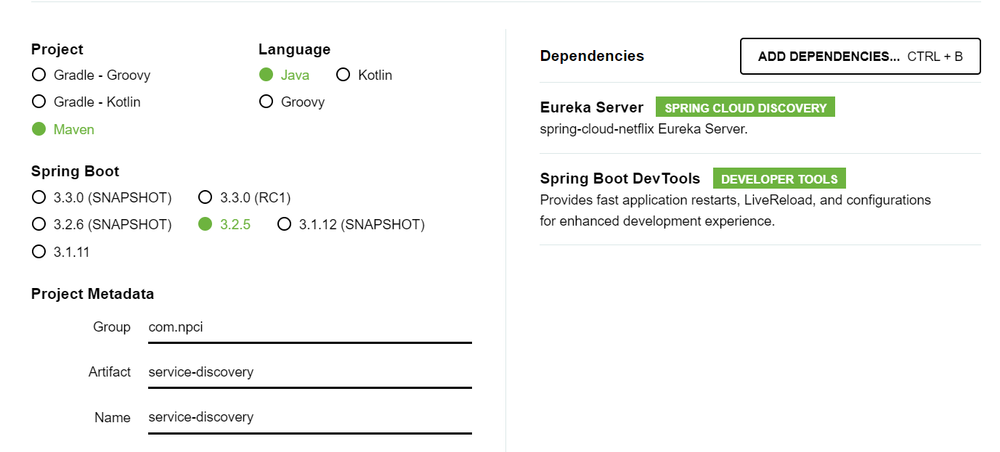 Project
Gradle - Groovy
Gradle - Kotlin
Maven
Language
Java Kotlin
Groovy
Spring Boot
3.3.0 (SNAPSHOT) 3.3.0 (RC1)
3.2.6 (SNAPSHOT) 3.2.5 3.1.12 (SNAPSHOT)
3.1.11
Project Metadata
Group com.npci
Artifact service-discovery
Name service-discovery
Dependencies ADD DEPENDENCIES... CTRL + B
Eureka Server SPRING CLOUD DISCOVERY
spring-cloud-netflix Eureka Server.
Spring Boot DevTools DEVELOPER TOOLS
Provides fast application restarts, LiveReload, and configurations
for enhanced development experience.